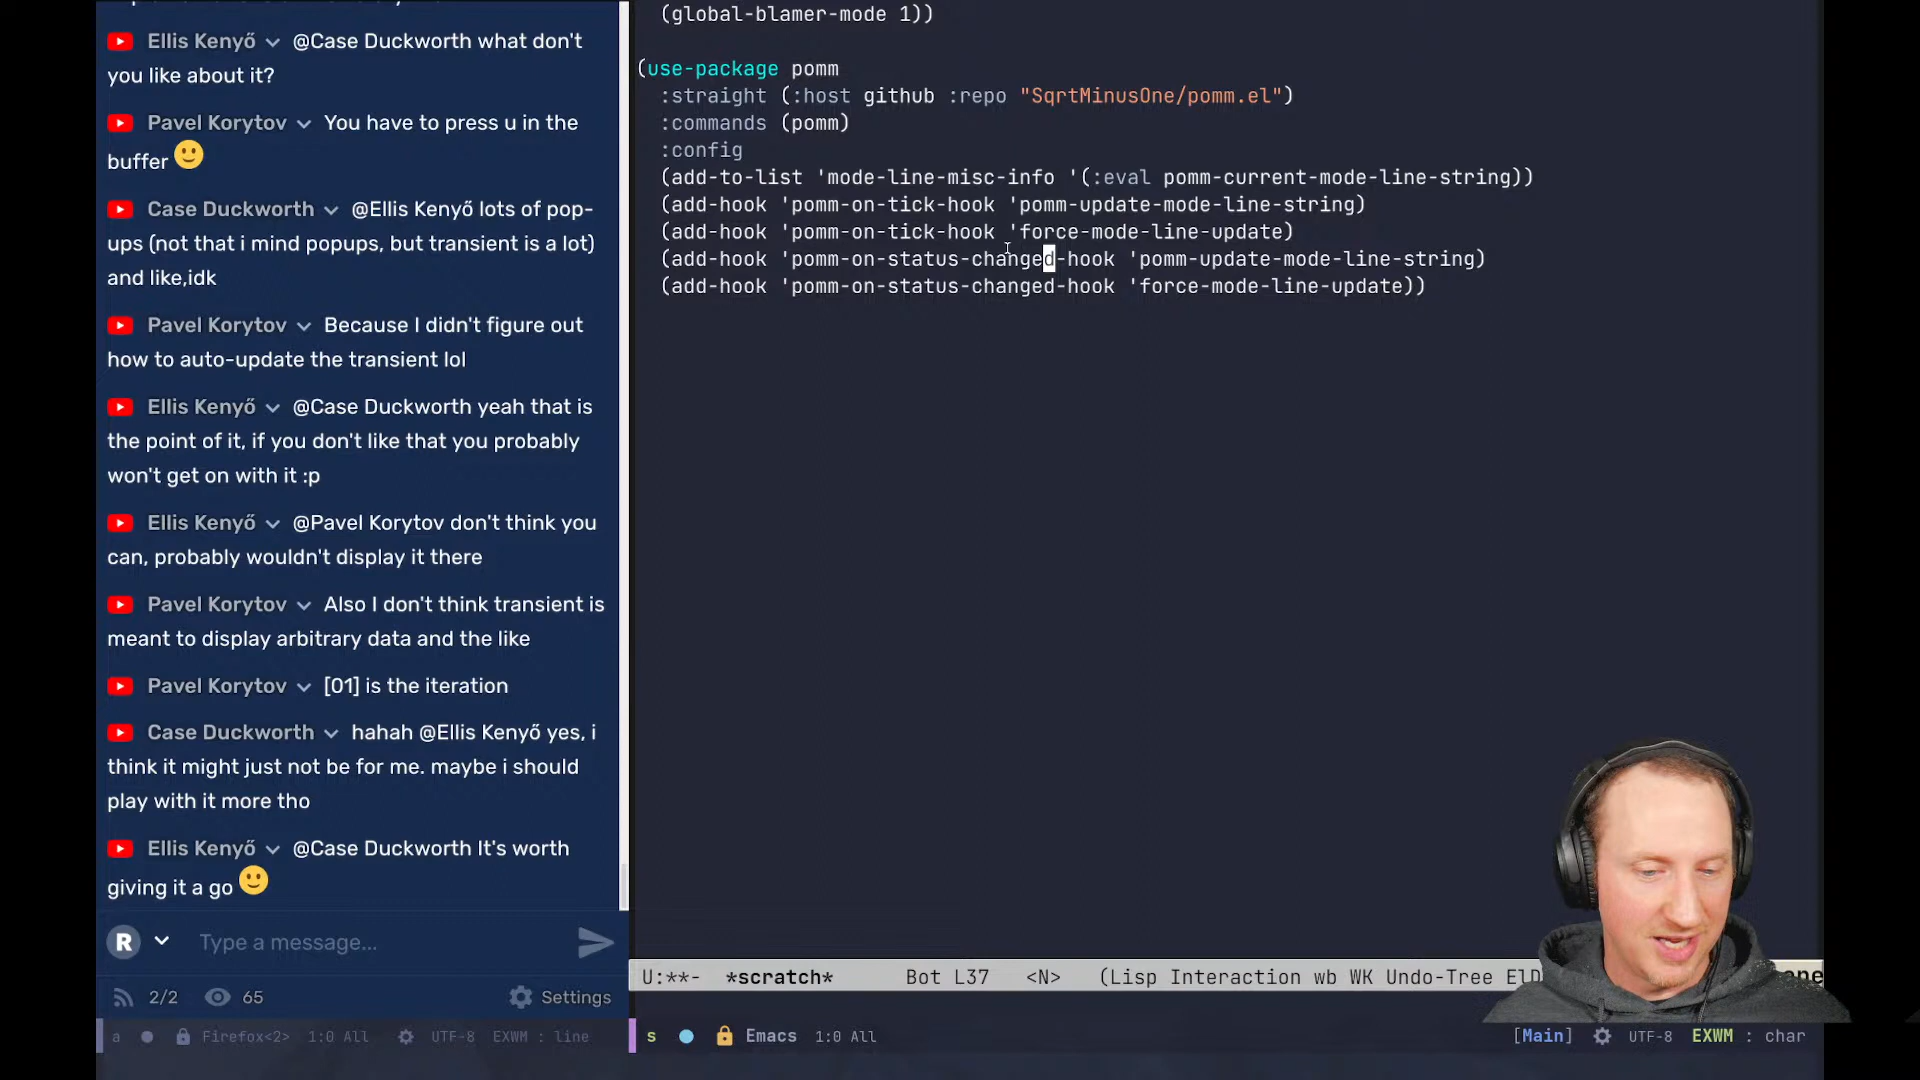 Ellis Kenyő @Case Duckworth what don't
you like about it?
Pavel Korytov You have to press u in the
buffer 🙂
Case Duckworth @Ellis Kenyő lots of pop-
ups (not that i mind popups, but transient is a lot)
and like,idk
Pavel Korytov Because I didn't figure out
how to auto-update the transient lol
Ellis Kenyő @Case Duckworth yeah that is
the point of it, if you don't like that you probably
won't get on with it :p
Ellis Kenyő @Pavel Korytov don't think you
can, probably wouldn't display it there
Pavel Korytov Also I don't think transient is
meant to display arbitrary data and the like
Pavel Korytov [01] is the iteration
Case Duckworth hahah @Ellis Kenyő yes, i
think it might just not be for me. maybe i should
play with it more tho
Ellis Kenyő @Case Duckworth It's worth
giving it a go 🙂
R Type a message...
2/2 65 Settings
a Firefox<2> 1:0 All UTF-8 EXWM : line
(global-blamer-mode 1))
(use-package pomm
:straight (:host github :repo "SqrtMinusOne/pomm.el")
:commands (pomm)
:config
(add-to-list 'mode-line-misc-info '(:eval pomm-current-mode-line-string))
(add-hook 'pomm-on-tick-hook 'pomm-update-mode-line-string)
(add-hook 'pomm-on-tick-hook 'force-mode-line-update)
(add-hook 'pomm-on-status-changed-hook 'pomm-update-mode-line-string)
(add-hook 'pomm-on-status-changed-hook 'force-mode-line-update))
U:**- *scratch* Bot L37 <N> (Lisp Interaction wb WK Undo-Tree ElD
s Emacs 1:0 All [Main] UTF-8 EXWM : char